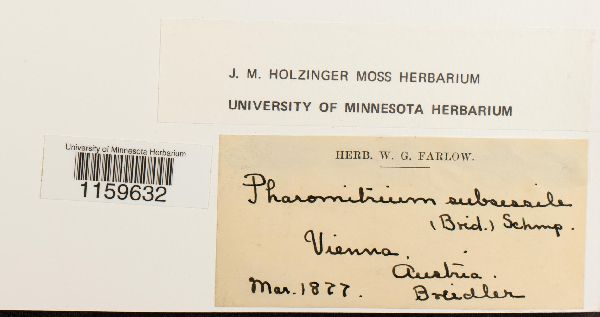 J. M. HOLZINGER MOSS HERBARIUM
UNIVERSITY OF MINNESOTA HERBARIUM
University of Minnesota Herbarium
1159632
HERB. W. G. FARLOW.
Pharomitrium subsessile
(Brid.) Schmp.
Vienna.
Austria.
Mar. 1877. Breidler